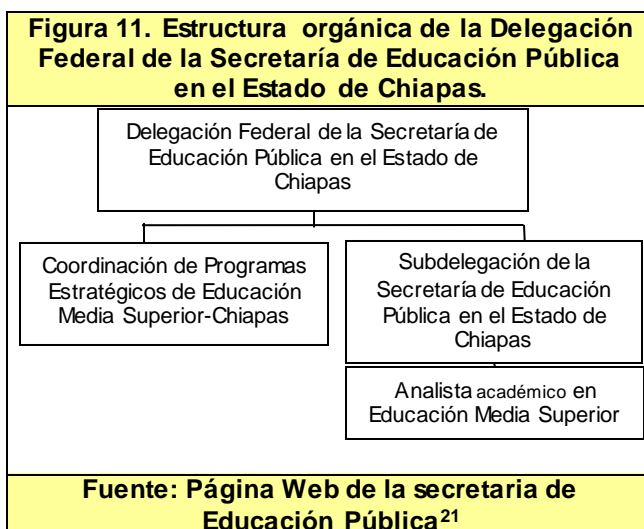 Figura 11. Estructura orgánica de la Delegación
Federal de la Secretaría de Educación Pública
en el Estado de Chiapas.
Delegación Federal de la Secretaría de
Educación Pública en el Estado de
Chiapas
Coordinación de Programas
Estratégicos de Educación
Media Superior-Chiapas
Subdelegación de la
Secretaría de Educación
Pública en el Estado de
Chiapas
Analista académico en
Educación Media Superior
Fuente: Página Web de la secretaria de
Educación Pública²¹